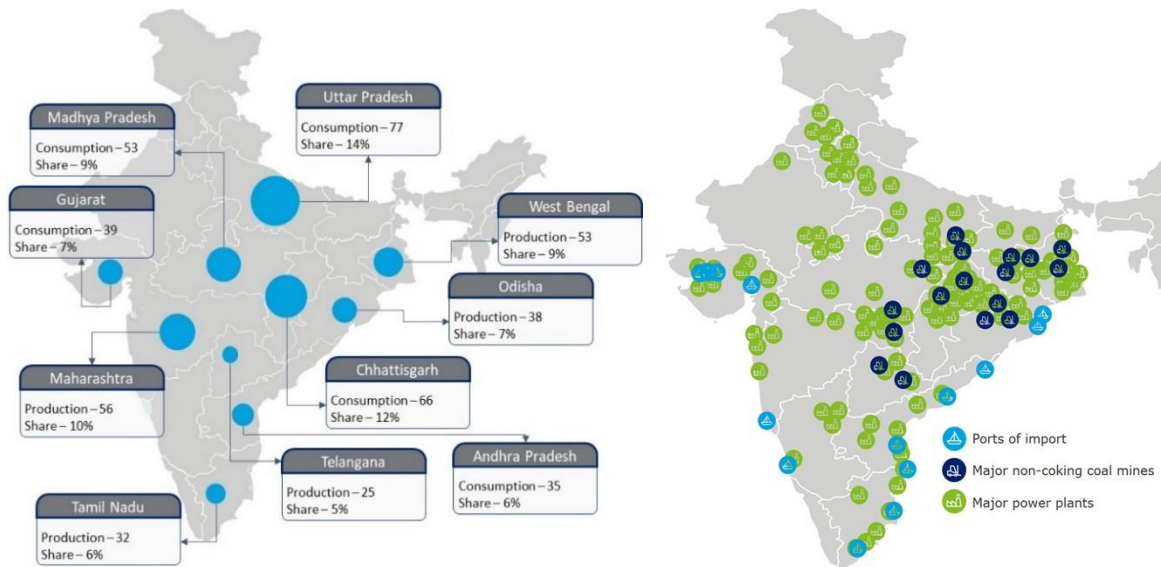 Uttar Pradesh
Consumption – 77
Share – 14%
Madhya Pradesh
Consumption – 53
Share – 9%
Gujarat
Consumption – 39
Share – 7%
West Bengal
Production – 53
Share – 9%
Odisha
Production – 38
Share – 7%
Maharashtra
Production – 56
Share – 10%
Chhattisgarh
Consumption – 66
Share – 12%
Telangana
Production – 25
Share – 5%
Andhra Pradesh
Consumption – 35
Share – 6%
Tamil Nadu
Production – 32
Share – 6%
Ports of import
Major non-coking coal mines
Major power plants